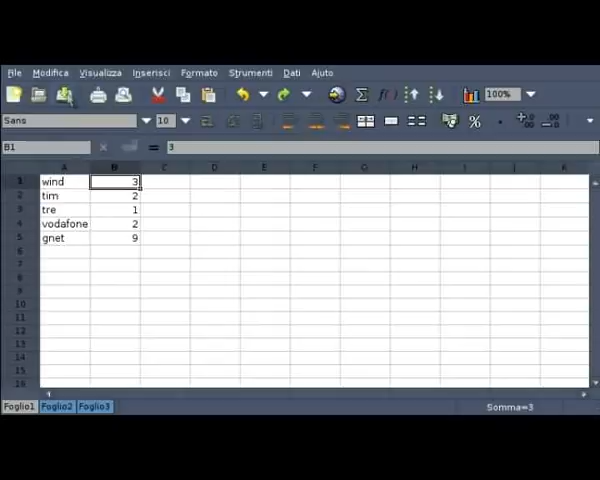 File Modifica Visualizza Inserisci Formato Strumenti Dati Aiuto
100%
Sans 10 %
B1 = 3
A B C D E F G H I J K
1 wind 3
2 tim 2
3 tre 1
4 vodafone 2
5 gnet 9
6
7
8
9
10
11
12
13
14
15
16
Foglio1 Foglio2 Foglio3 Somma=3